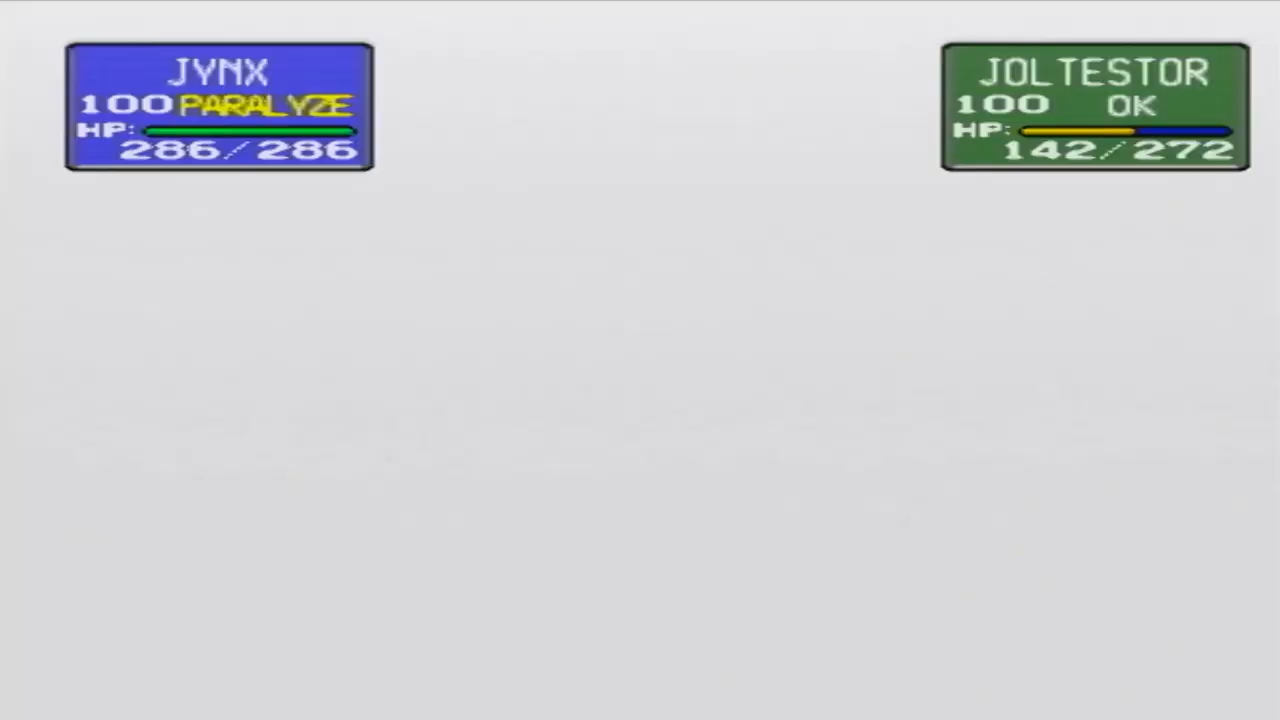 JYNX
100 PARALYZE
HP:
286/286
JOLTESTOR
100 OK
HP:
142/272